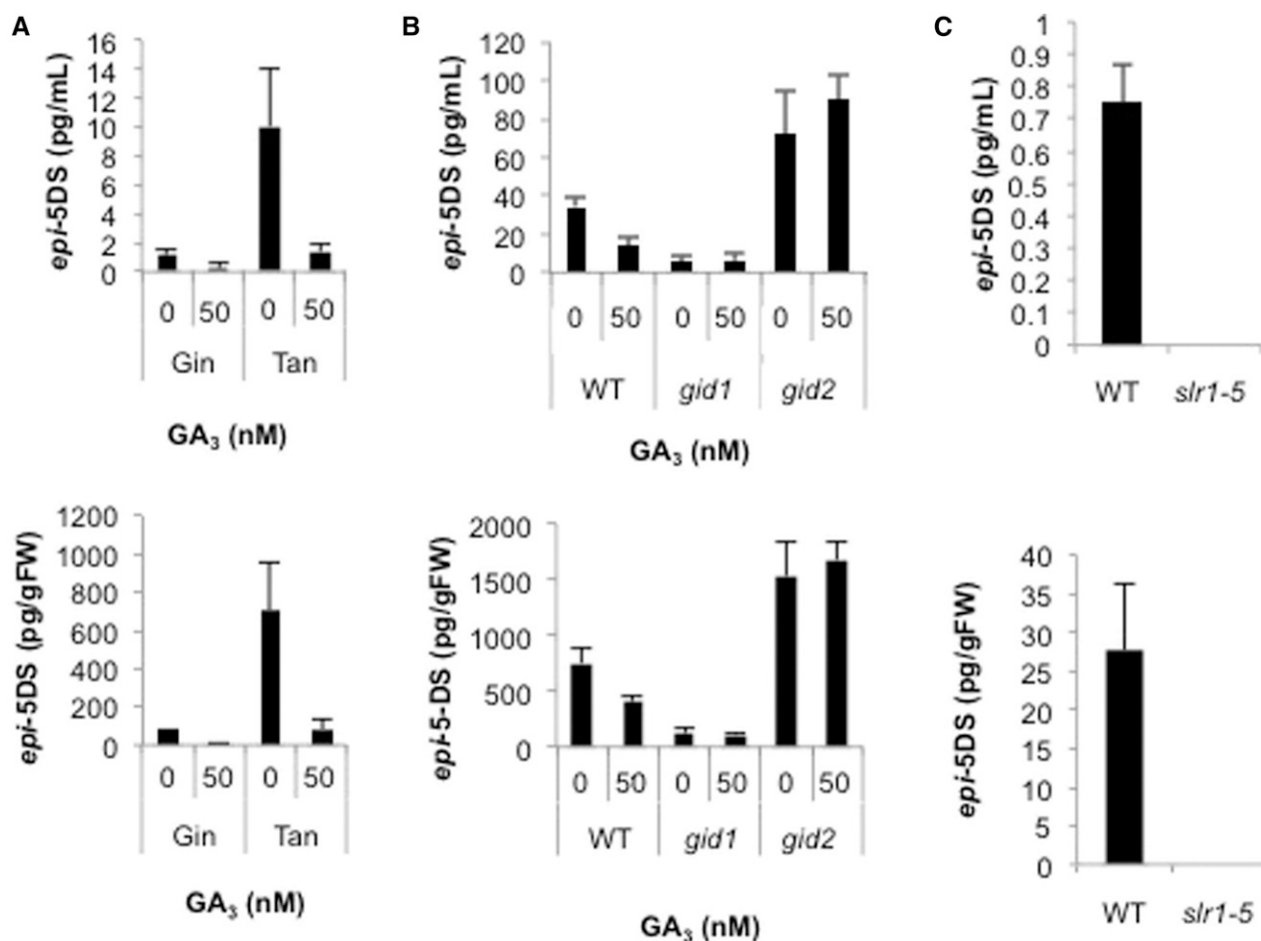 A
epi-5DS (pg/mL)
16
14
12
10
8
6
4
2
0
0 50 0 50
Gin Tan
GA3 (nM)
B
epi-5DS (pg/mL)
120
100
80
60
40
20
0
0 50 0 50 0 50
WT gid1 gid2
GA3 (nM)
C
epi-5DS (pg/mL)
1
0.9
0.8
0.7
0.6
0.5
0.4
0.3
0.2
0.1
0
WT slr1-5
epi-5DS (pg/gFW)
1200
1000
800
600
400
200
0
0 50 0 50
Gin Tan
GA3 (nM)
epi-5-DS (pg/gFW)
2000
1500
1000
500
0
0 50 0 50 0 50
WT gid1 gid2
GA3 (nM)
epi-5DS (pg/gFW)
40
35
30
25
20
15
10
5
0
WT slr1-5